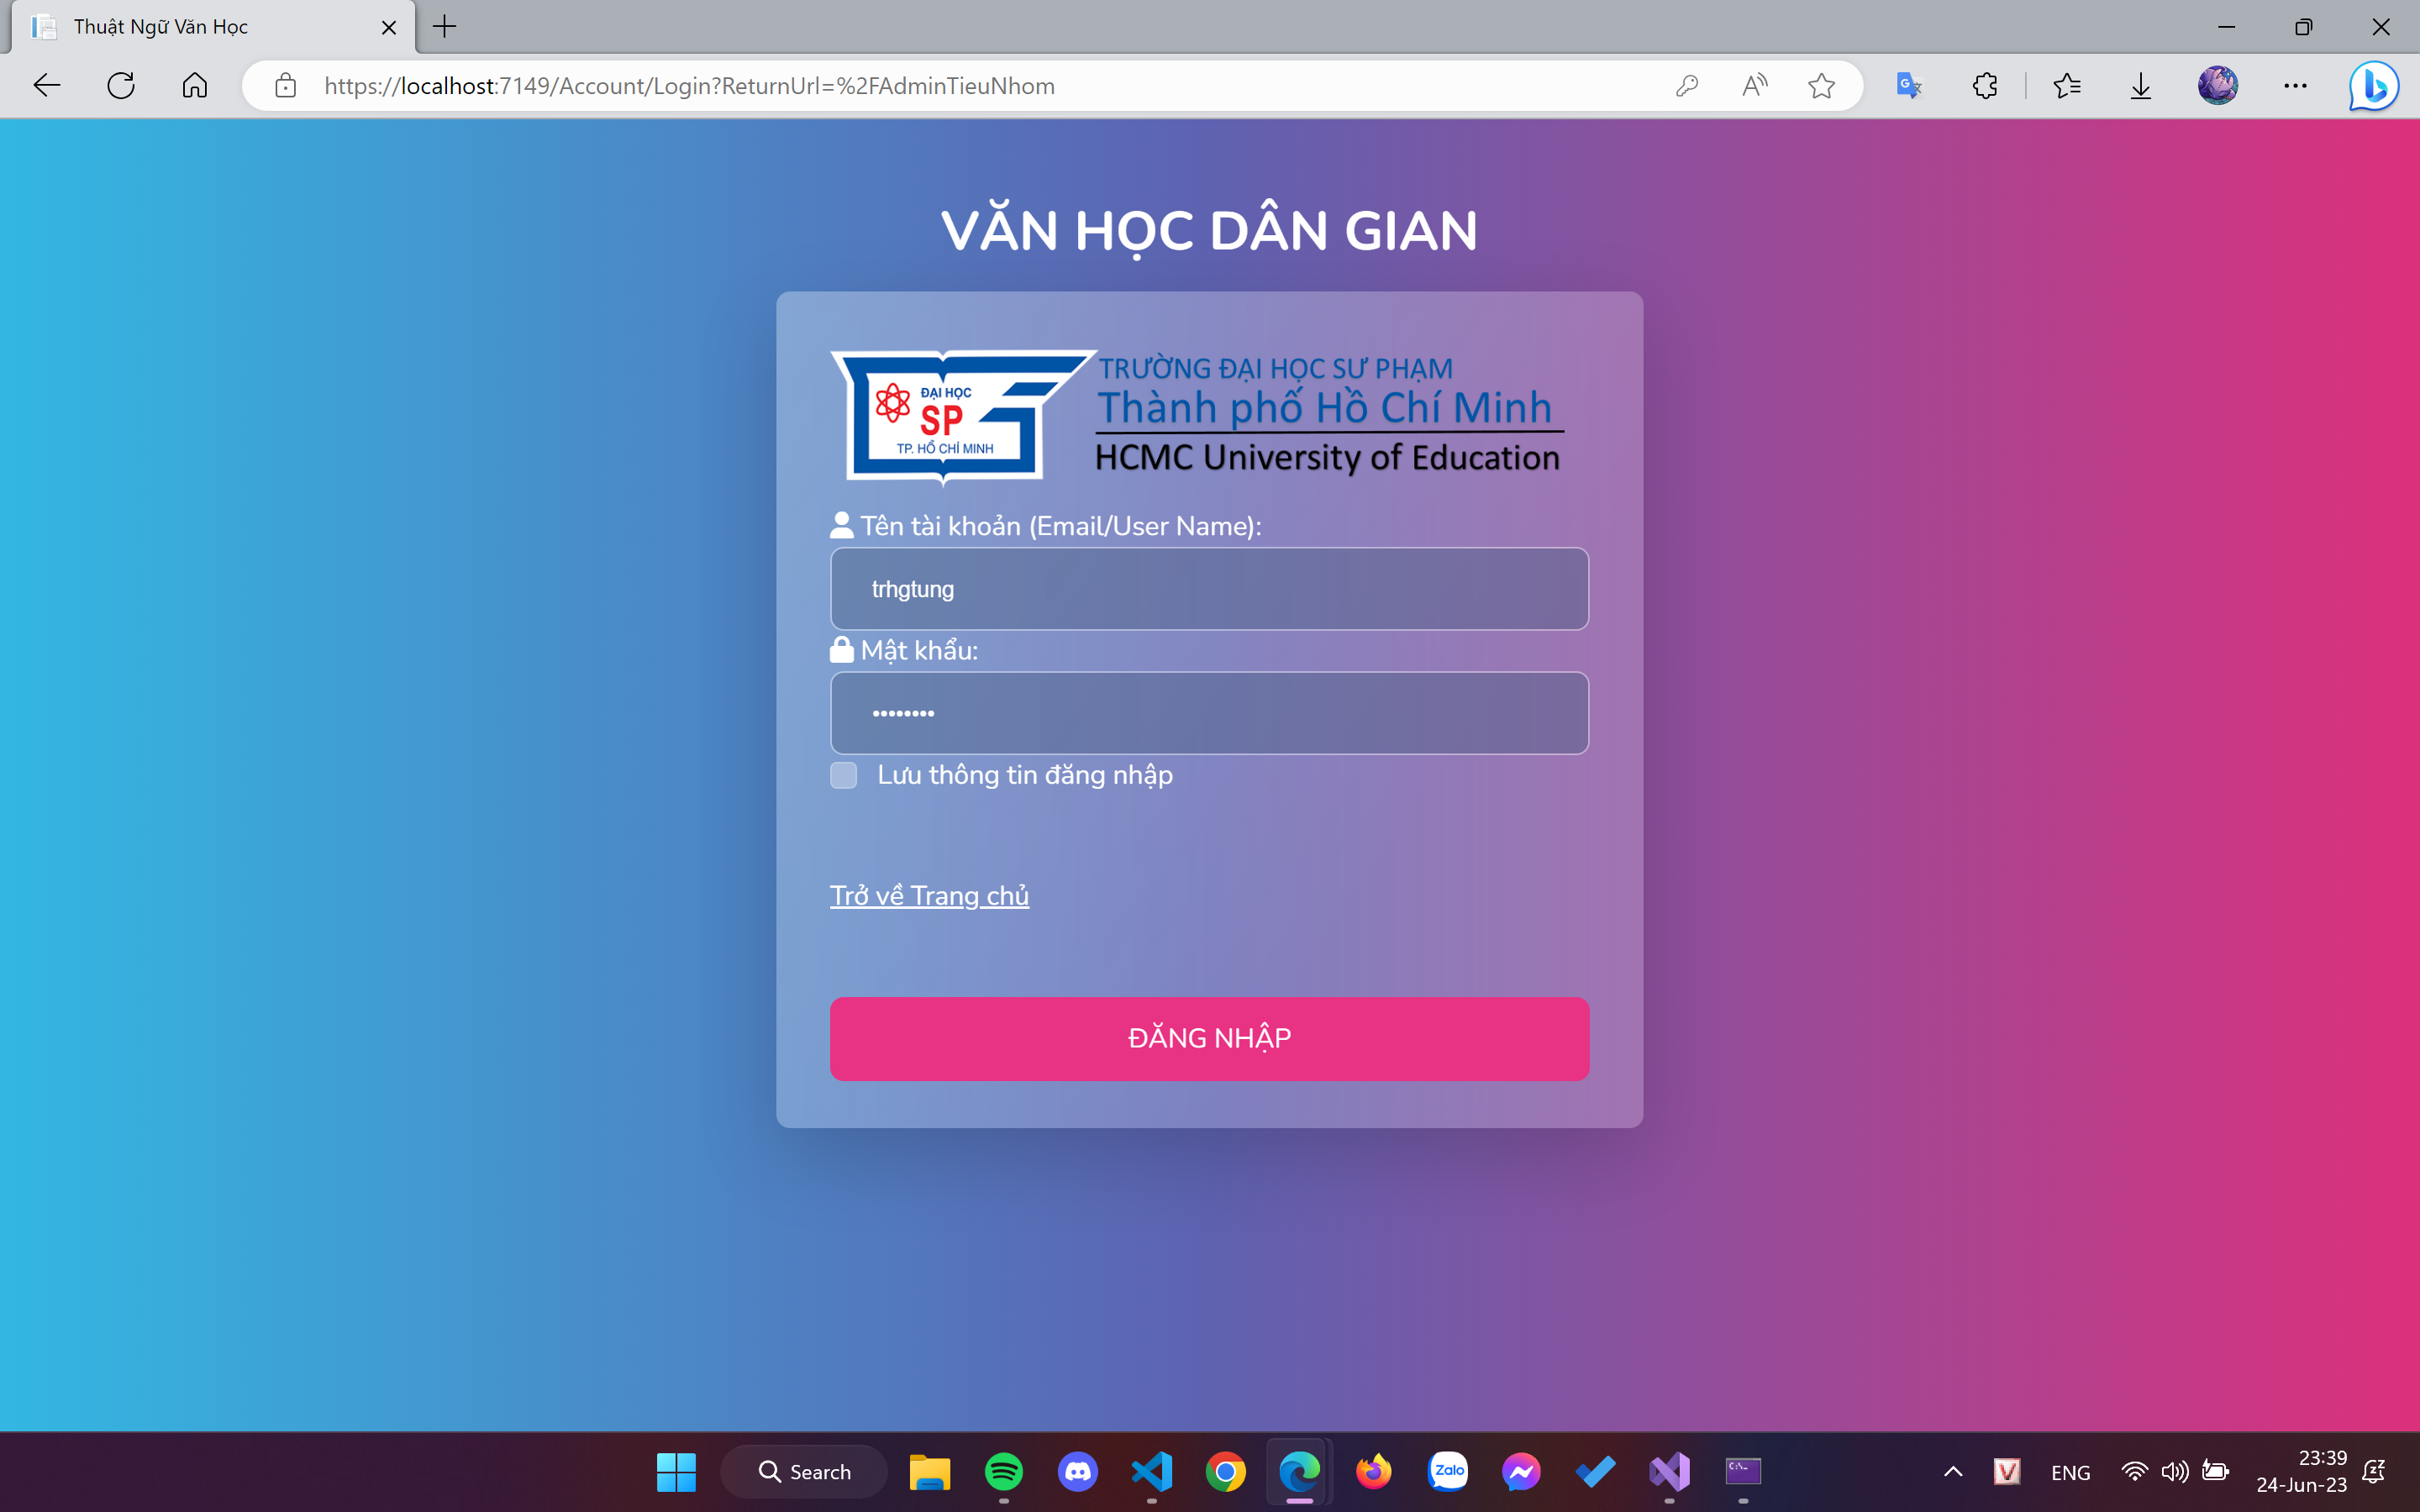 Thuật Ngữ Văn Học
https://localhost:7149/Account/Login?ReturnUrl=%2FAdminTieuNhom
VĂN HỌC DÂN GIAN
ĐẠI HỌC
SP
TP. HỒ CHÍ MINH
TRƯỜNG ĐẠI HỌC SƯ PHẠM
Thành phố Hồ Chí Minh
HCMC University of Education
Tên tài khoản (Email/User Name):
trhgtung
Mật khẩu:
••••••••
Lưu thông tin đăng nhập
Trở về Trang chủ
ĐĂNG NHẬP
Search
Zalo
ENG
23:39
24-Jun-23